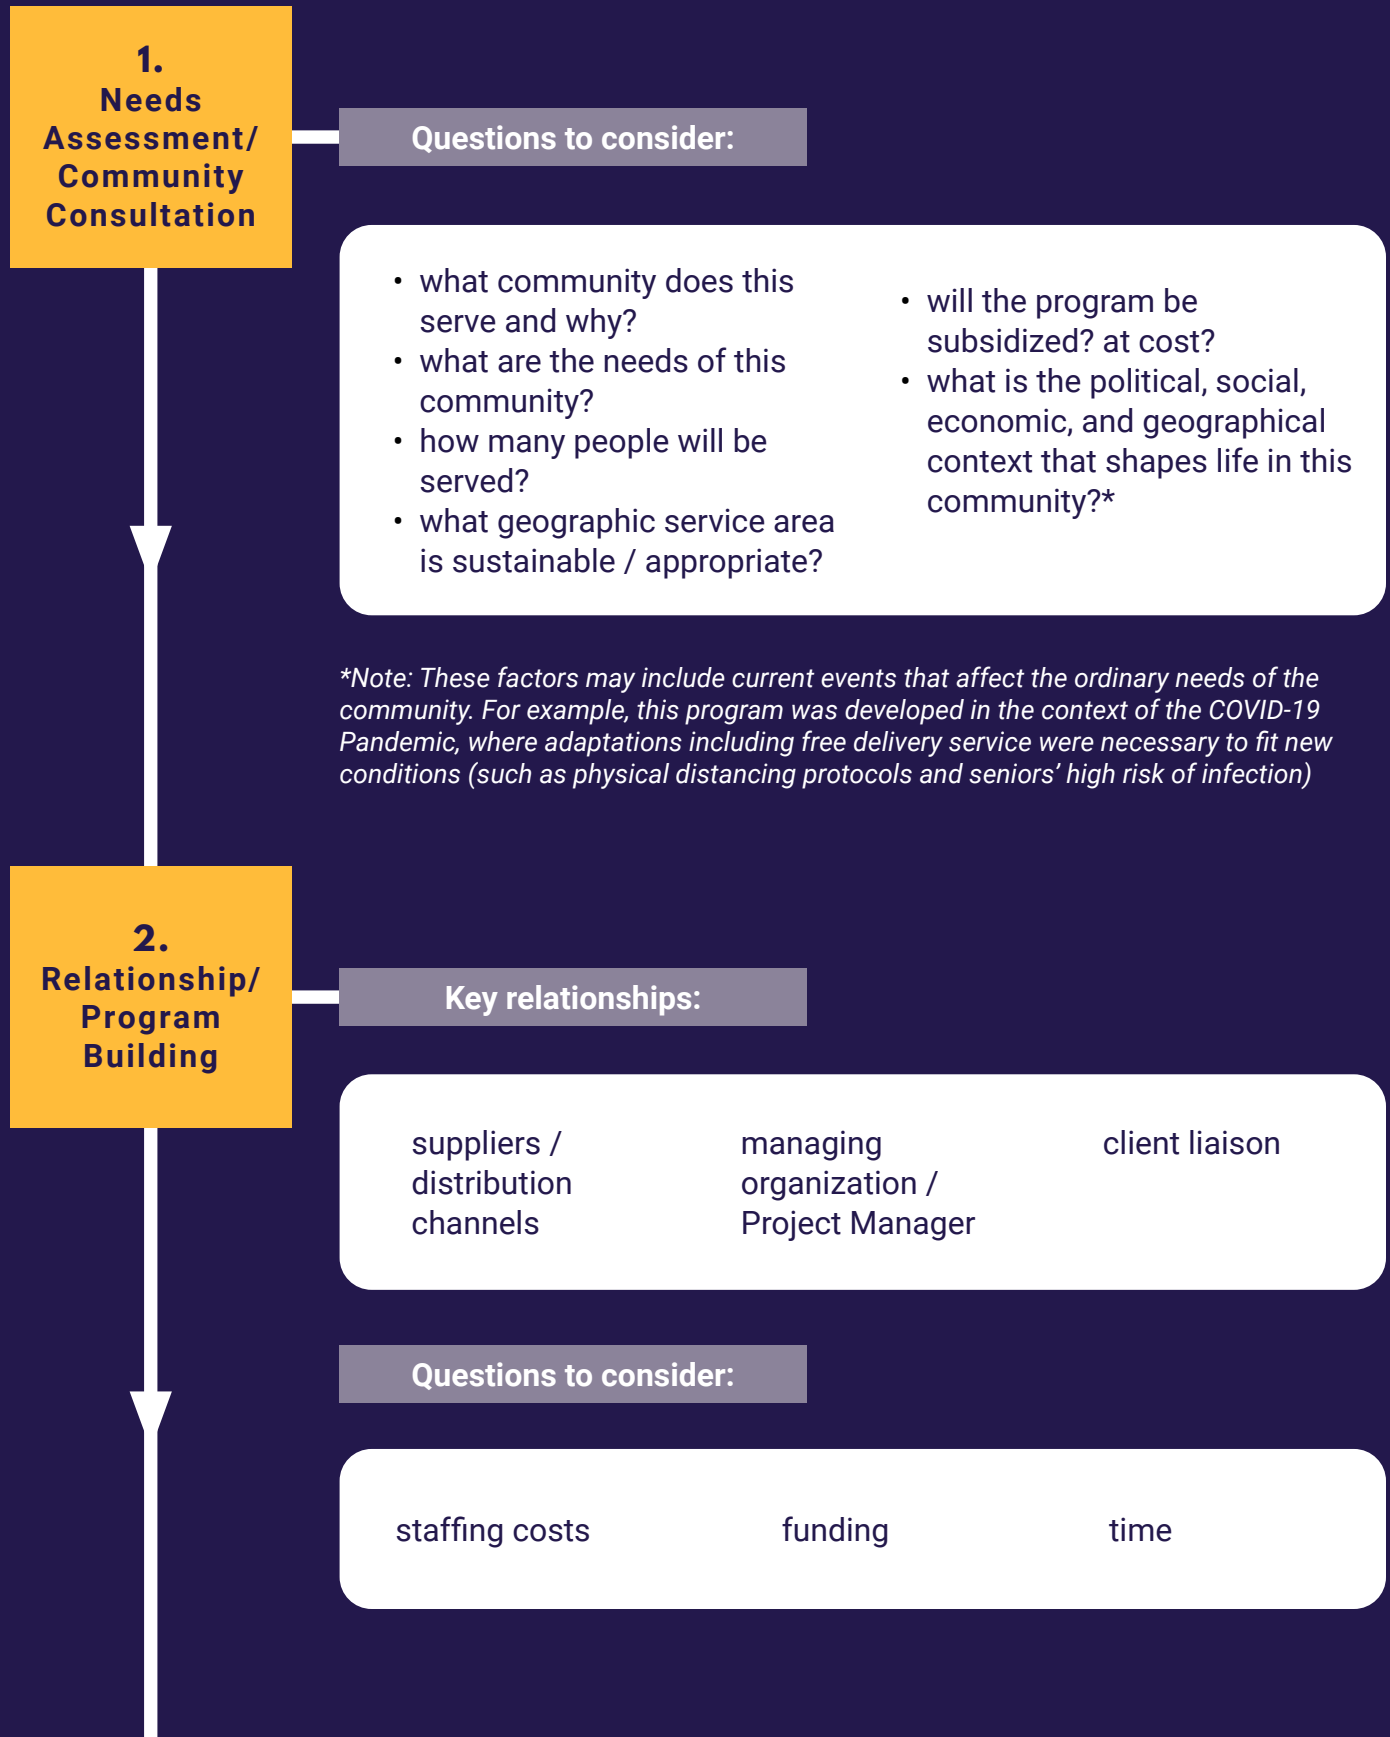 1.
Needs
Assessment/
Community
Consultation
Questions to consider:
• what community does this
serve and why?
• what are the needs of this
community?
• how many people will be
served?
• what geographic service area
is sustainable / appropriate?
• will the program be
subsidized? at cost?
• what is the political, social,
economic, and geographical
context that shapes life in this
community?*
*Note: These factors may include current events that affect the ordinary needs of the
community. For example, this program was developed in the context of the COVID-19
Pandemic, where adaptations including free delivery service were necessary to fit new
conditions (such as physical distancing protocols and seniors’ high risk of infection)
2.
Relationship/
Program
Building
Key relationships:
suppliers /
distribution
channels
managing
organization /
Project Manager
client liaison
Questions to consider:
staffing costs
funding
time